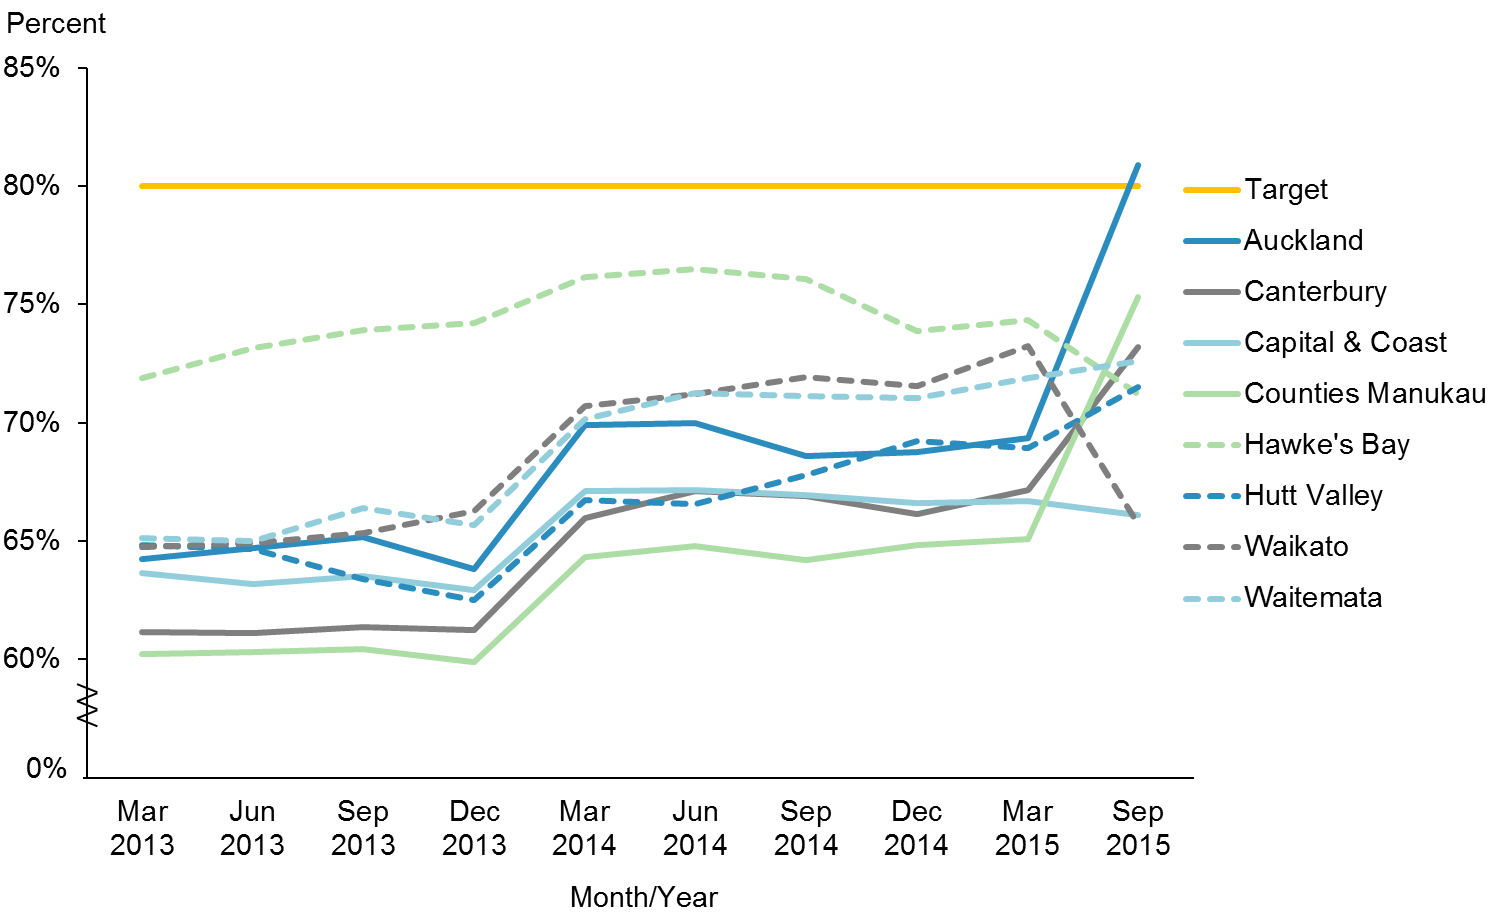 Percent
85%
80%
75%
70%
65%
60%
0%
Mar Jun Sep Dec Mar Jun Sep Dec Mar Sep
2013 2013 2013 2013 2014 2014 2014 2014 2015 2015
Month/Year
Target
Auckland
Canterbury
Capital & Coast
Counties Manukau
Hawke's Bay
Hutt Valley
Waikato
Waitemata